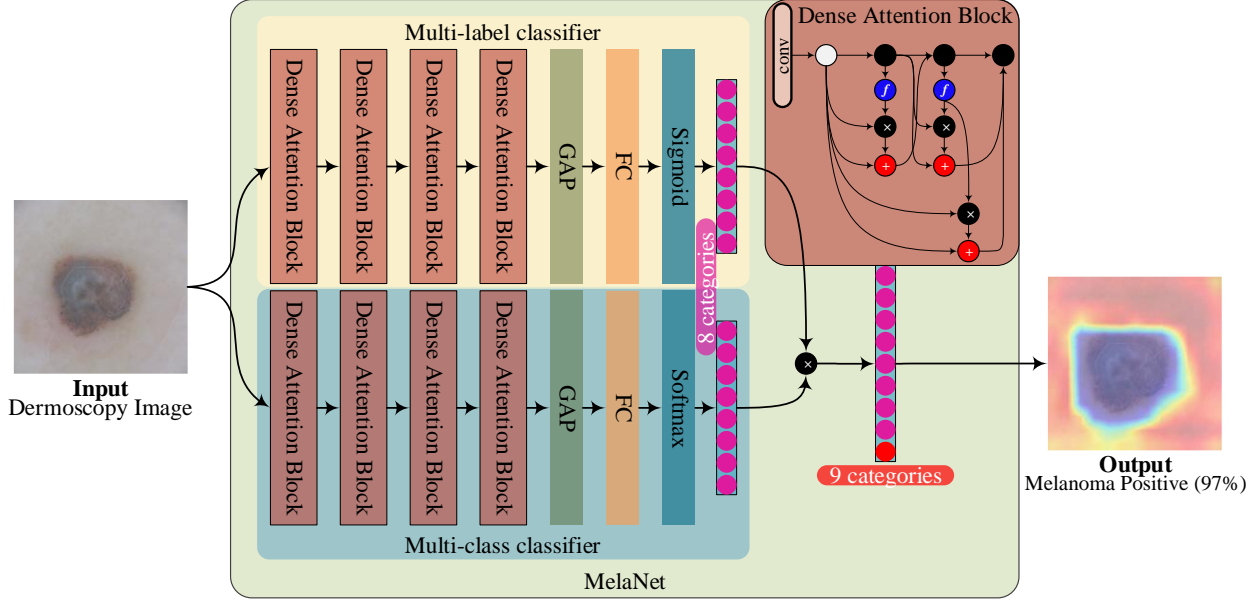 Dense Attention Block
conv
f
f
×
×
+
+
×
+
Multi-label classifier
Dense Attention Block
Dense Attention Block
Dense Attention Block
Dense Attention Block
GAP
FC
Sigmoid
8 categories
Dense Attention Block
Dense Attention Block
Dense Attention Block
Dense Attention Block
GAP
FC
Softmax
Multi-class classifier
×
9 categories
MelaNet
Input
Dermoscopy Image
Output
Melanoma Positive (97%)